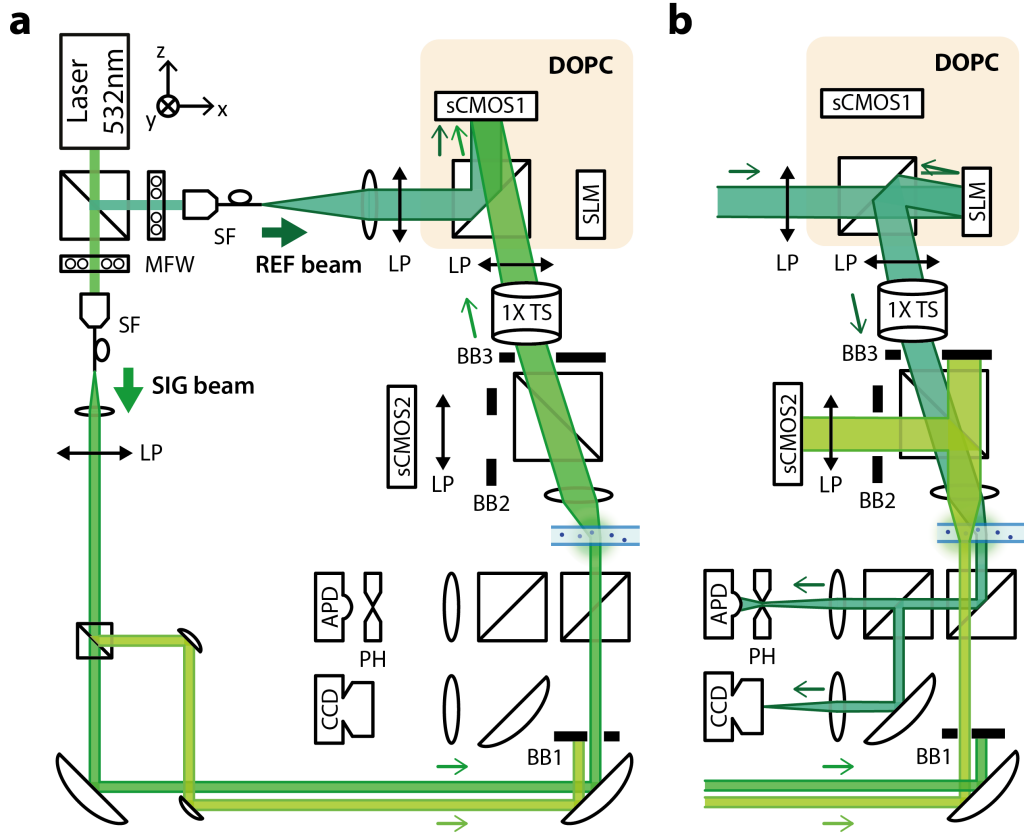 a
Laser
532nm
z
x
y
DOPC
sCMOS1
SLM
SF
MFW
REF beam
LP
LP
SF
1X TS
BB3
SIG beam
sCMOS2
LP
LP
BB2
APD
PH
CCD
BB1
b
DOPC
sCMOS1
SLM
LP
LP
1X TS
BB3
sCMOS2
LP
BB2
APD
PH
CCD
BB1